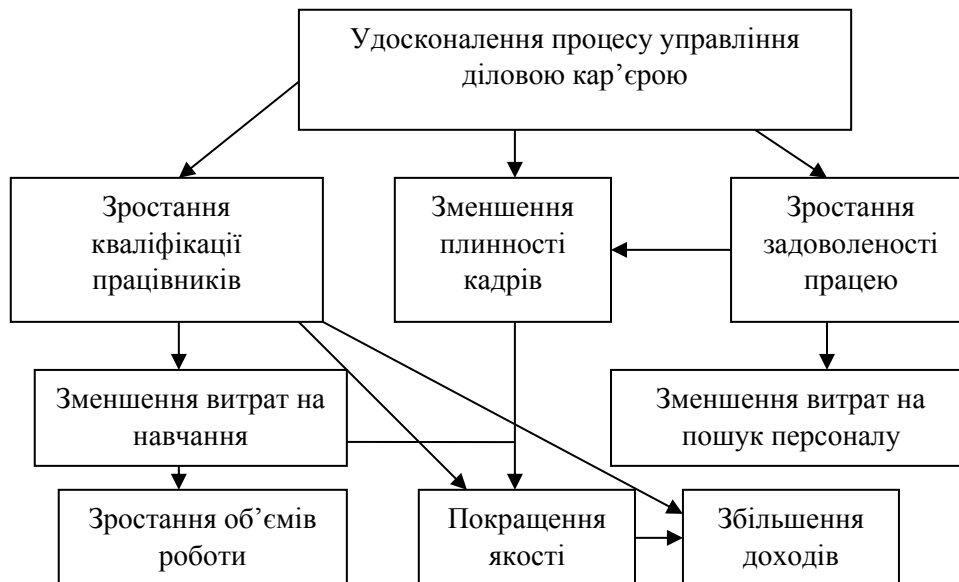 Удосконалення процесу управління
діловою кар’єрою
Зростання
кваліфікації
працівників
Зменшення
плинності
кадрів
Зростання
задоволеності
працею
Зменшення витрат на
навчання
Зменшення витрат на
пошук персоналу
Зростання об’ємів
роботи
Покращення
якості
Збільшення
доходів